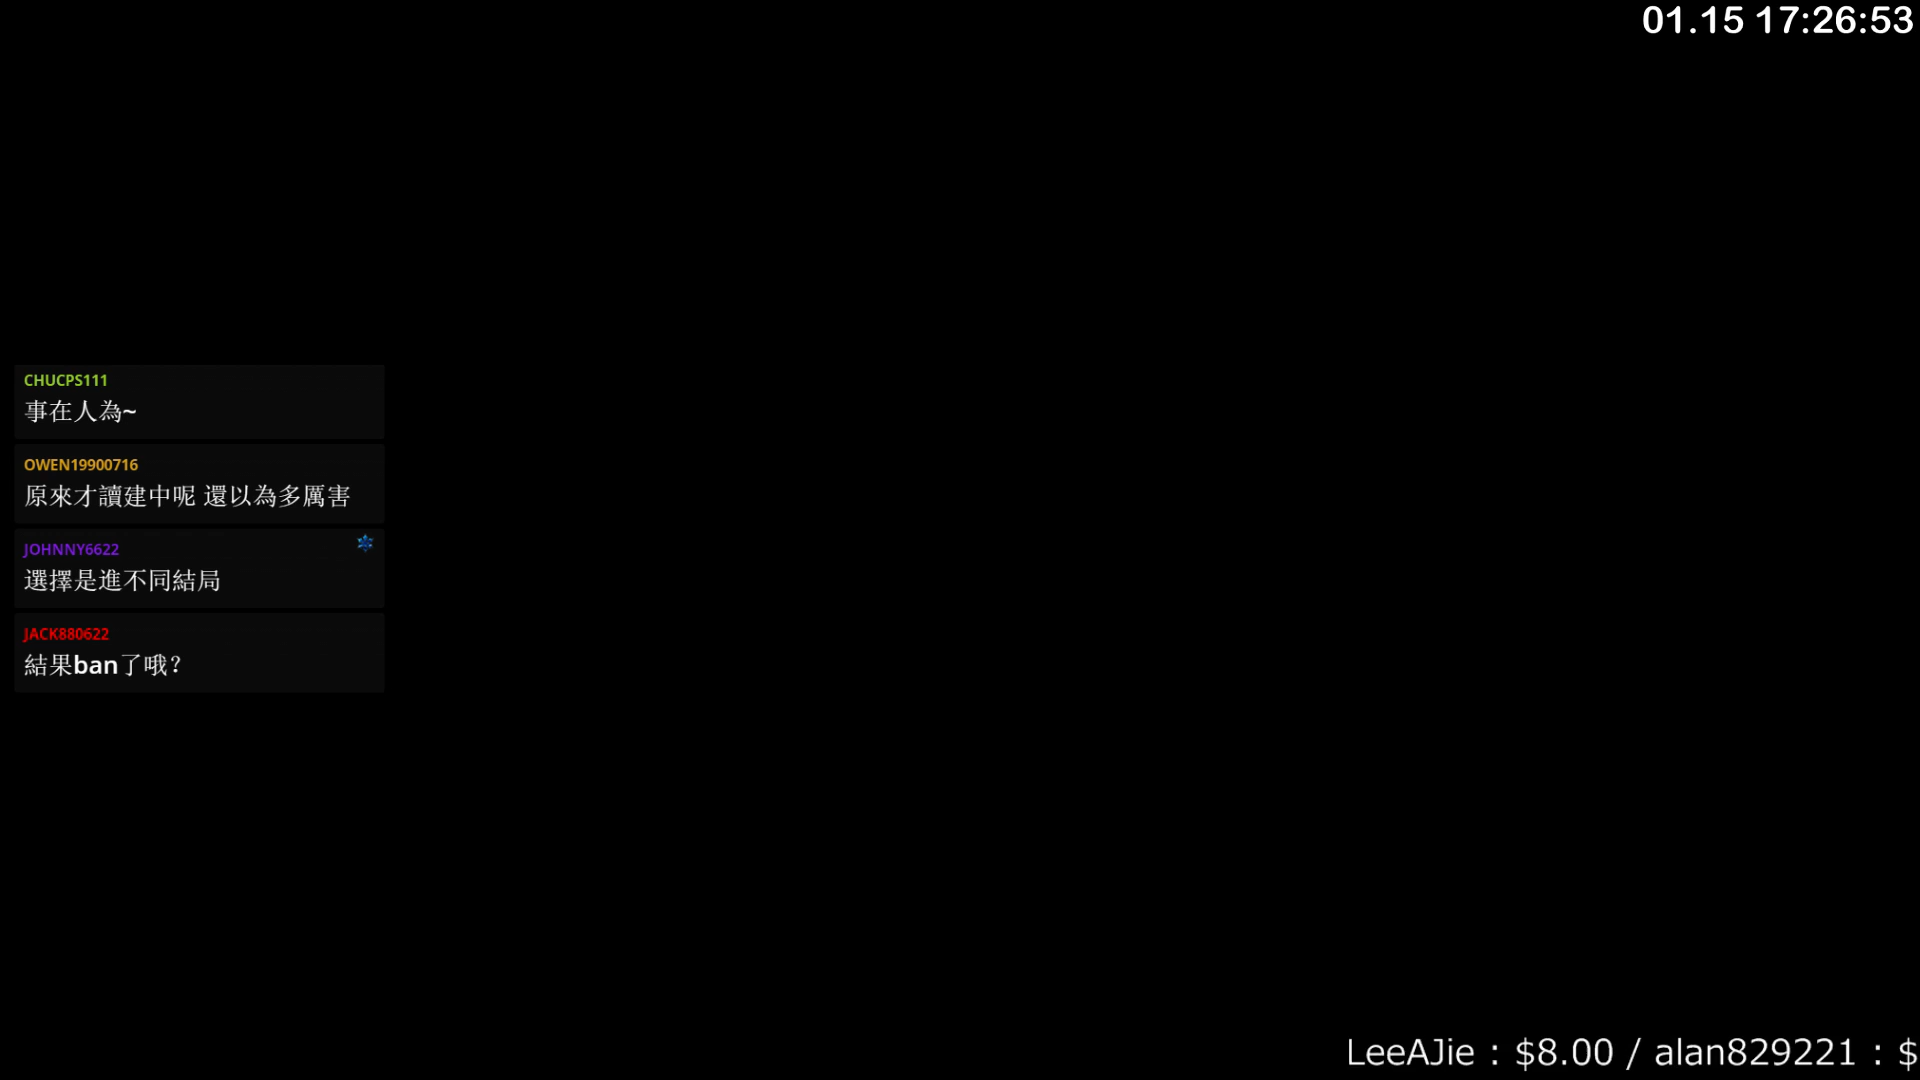 01.15 17:26:53
CHUCPS111
事在人為~
OWEN19900716
原來才讀建中呢 還以為多厲害
JOHNNY6622
選擇是進不同結局
JACK880622
結果ban了哦?
LeeAJie : $8.00 / alan829221 : $